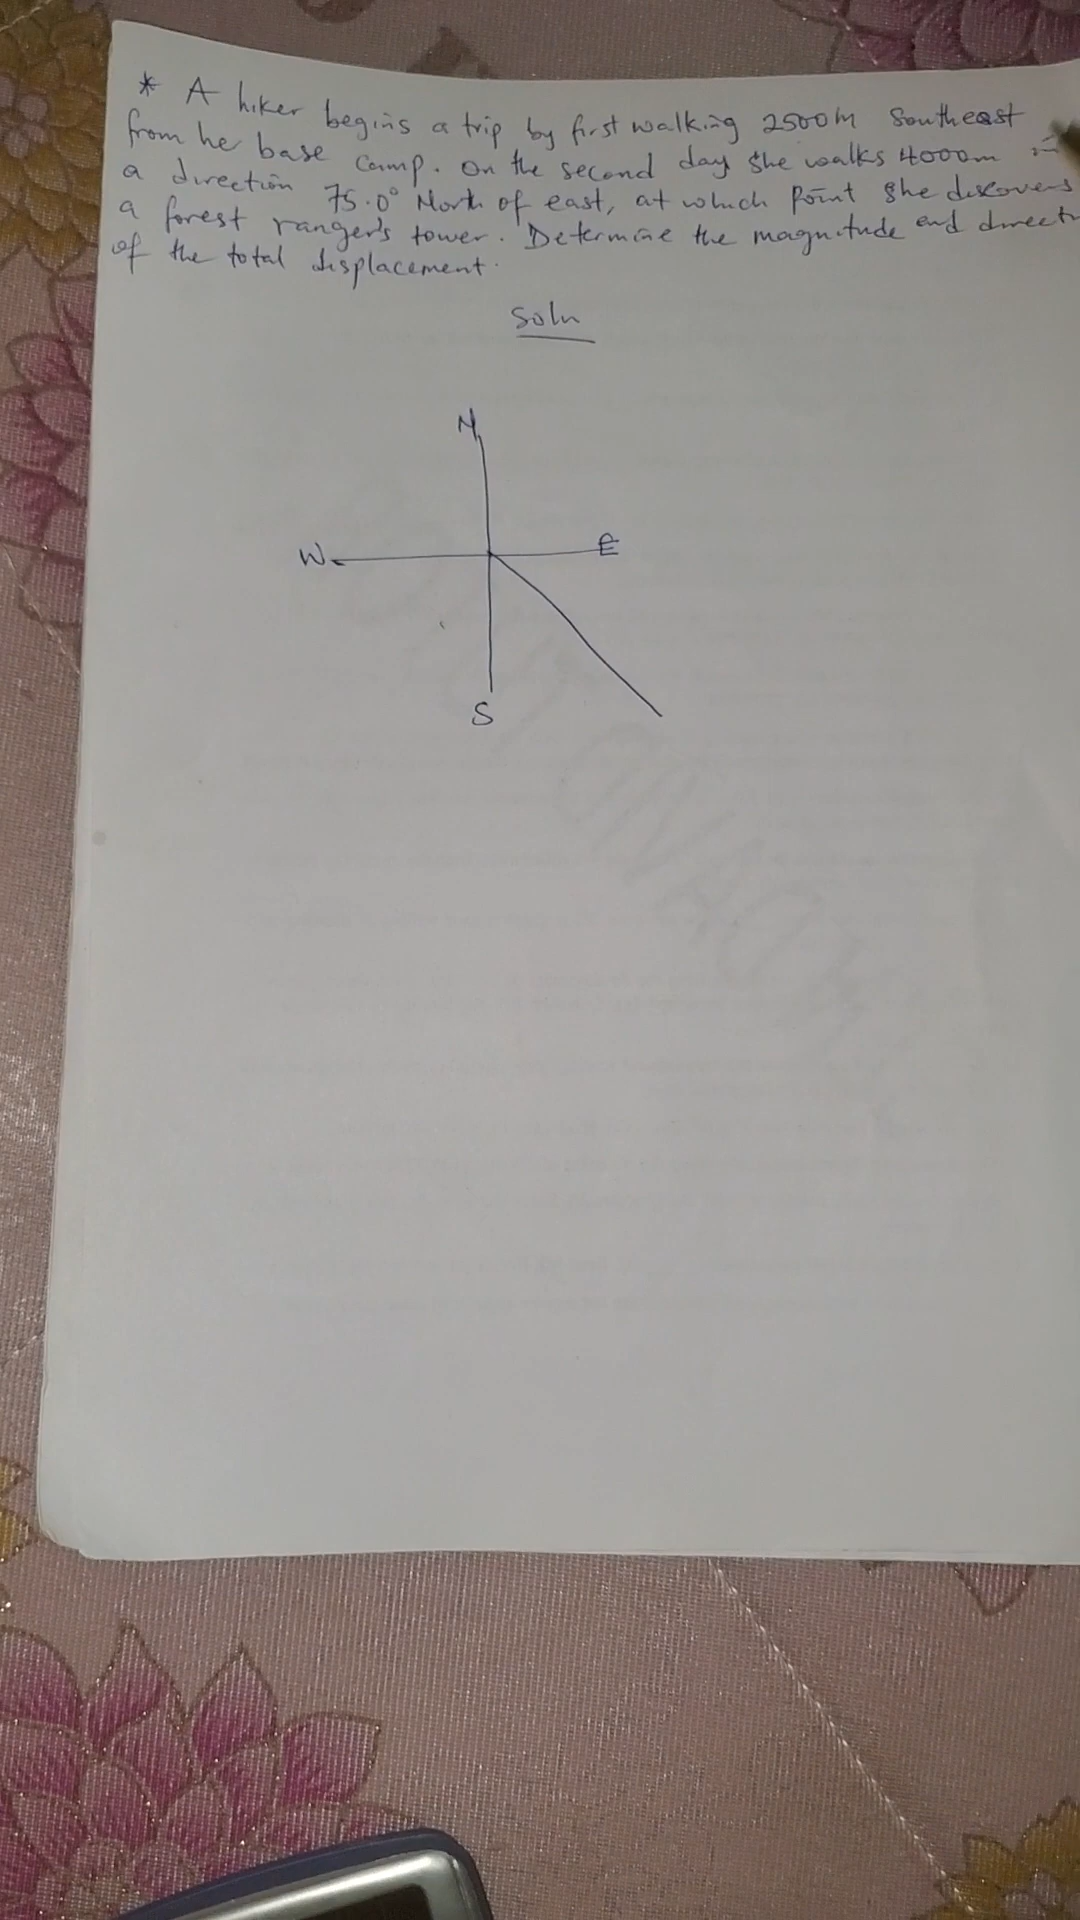 * A hiker begins a trip by first walking 2500m Southeast
from her base camp. On the second day she walks 4000m in
a direction 75.0° North of east, at which point she discovers
a forest ranger's tower. Determine the magnitude and direct
of the total displacement.
Soln
N
W E
S